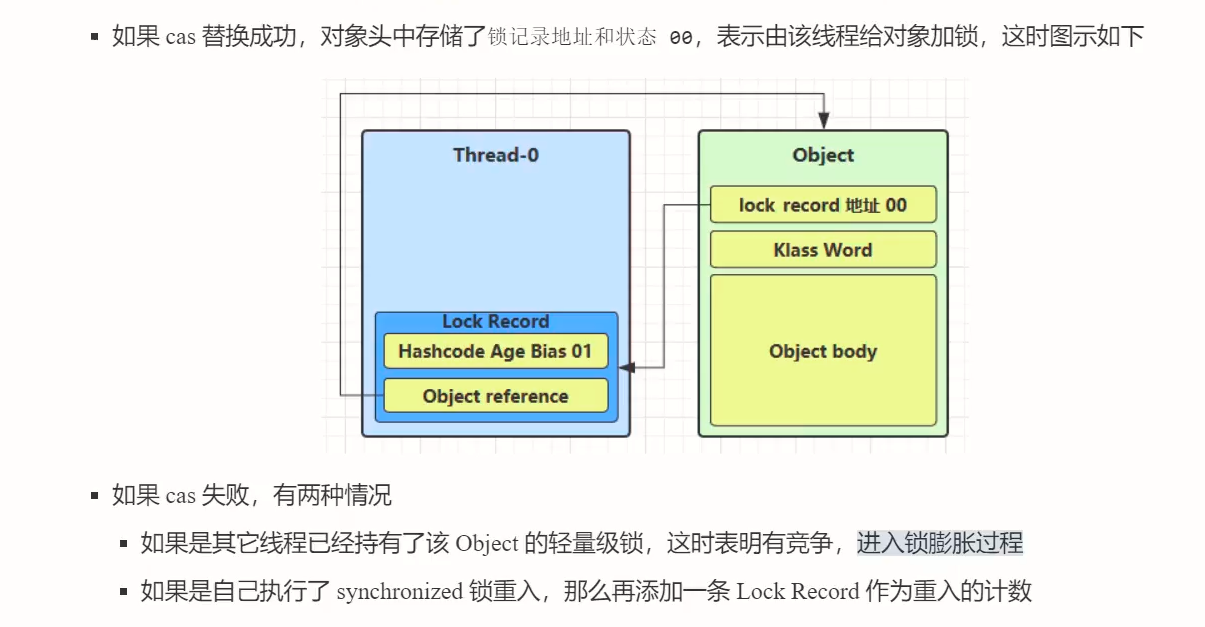 如果 cas 替换成功，对象头中存储了锁记录地址和状态 00，表示由该线程给对象加锁，这时图示如下
Thread-0
Object
lock record 地址 00
Klass Word
Lock Record
Hashcode Age Bias 01
Object body
Object reference
如果 cas 失败，有两种情况
如果是其它线程已经持有了该 Object 的轻量级锁，这时表明有竞争，进入锁膨胀过程
如果是自己执行了 synchronized 锁重入，那么再添加一条 Lock Record 作为重入的计数